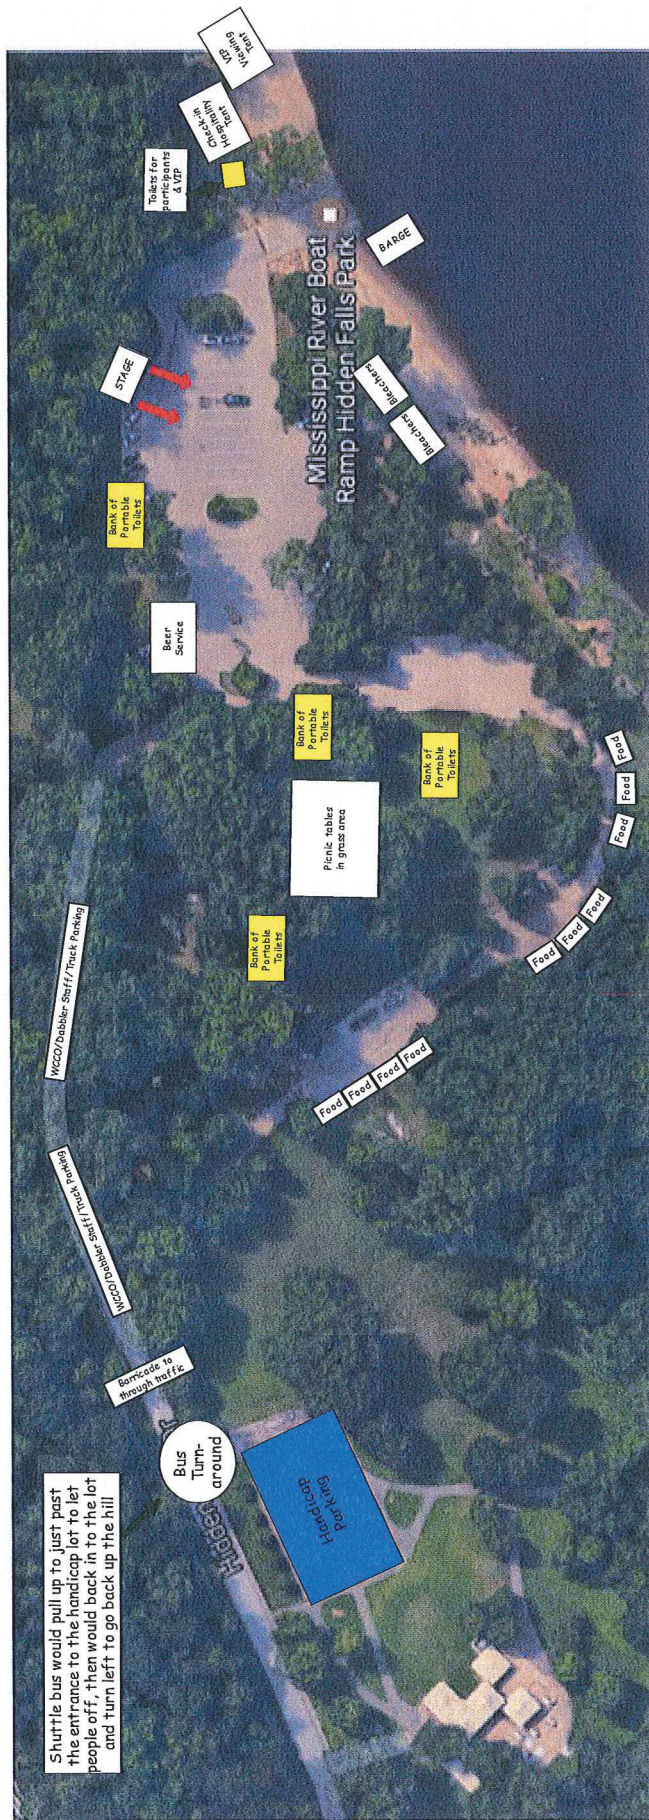 VIP
Viewing
Tent
Check-in
Hospitality
Tent
Toilets for
participants
& VIP
BARGE
Mississippi River Boat
Ramp Hidden Falls Park
STAGE
Bleachers
Bleachers
Bank of
Portable
Toilets
Beer
Service
Bank of
Portable
Toilets
Bank of
Portable
Toilets
Picnic tables
in grass area
Bank of
Portable
Toilets
Food
Food
Food
Food
Food
Food
Food
Food
Food
Food
WCCO/Dabbler Staff/Truck Parking
WCCO/Dabbler Staff/Truck Parking
Barricade to
through traffic
Bus
Turn-
around
Hidden
Handicap
Parking
Shuttle bus would pull up to just past
the entrance to the handicap lot to let
people off, then would back in to the lot
and turn left to go back up the hill